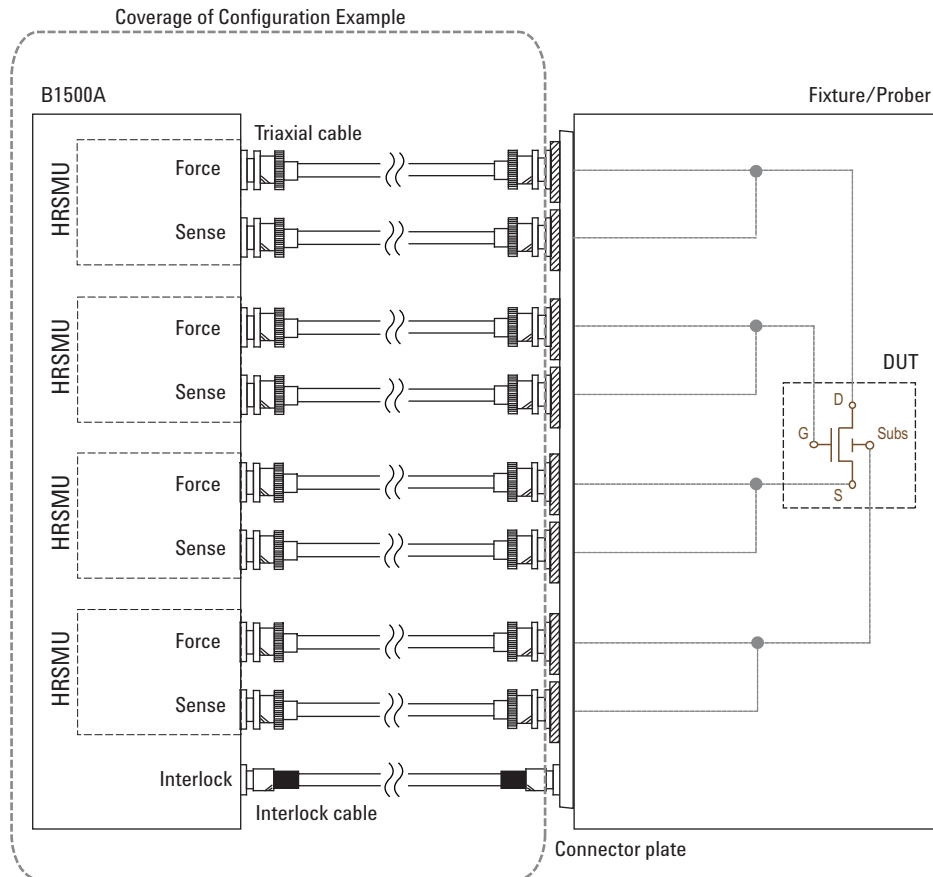 Coverage of Configuration Example
B1500A
Fixture/Prober
Triaxial cable
HRSMU
Force
Sense
HRSMU
Force
Sense
DUT
D
G
Subs
S
HRSMU
Force
Sense
HRSMU
Force
Sense
Interlock
Interlock cable
Connector plate